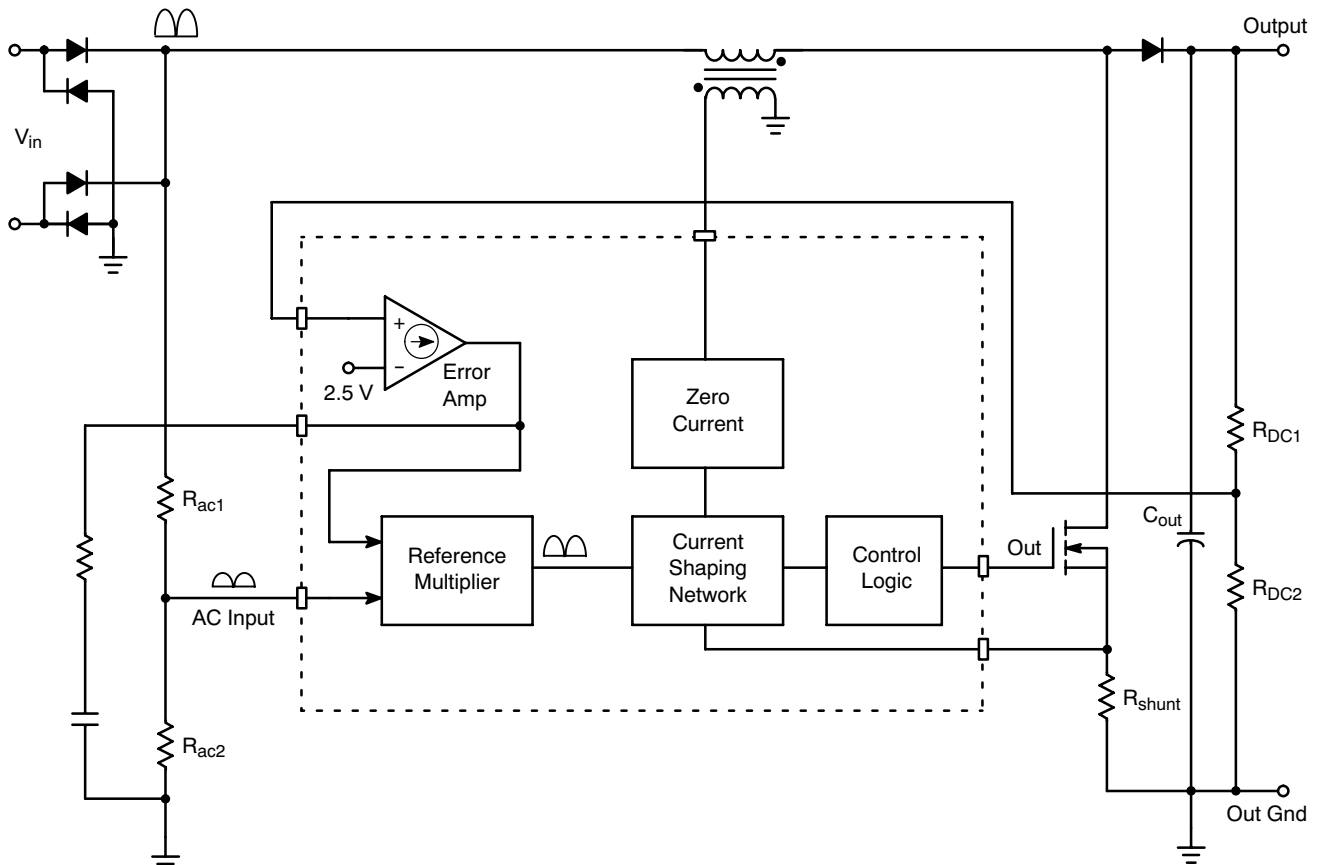 Output
Vin
+
−
2.5 V
Error
Amp
Zero
Current
RDC1
Rac1
Cout
Out
Reference
Multiplier
Current
Shaping
Network
Control
Logic
RDC2
AC Input
Rshunt
Rac2
Out Gnd